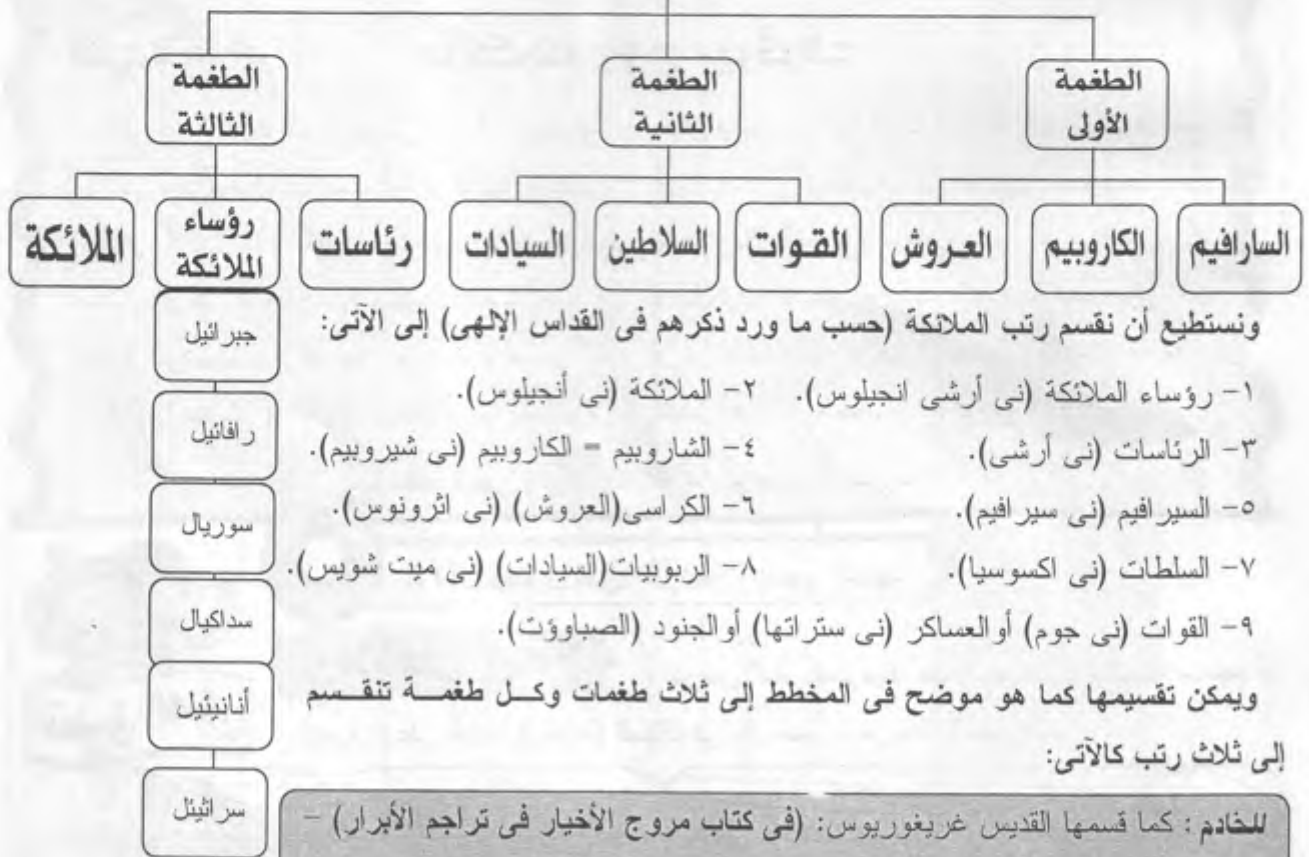 الطغمة
الأولى
الطغمة
الثانية
الطغمة
الثالثة
السارافيم
الكاروبيم
العروش
القوات
السلاطين
السيادات
رئاسات
رؤساء
الملائكة
الملائكة
جبرائيل
رافائيل
سوريال
سداكيال
أنانيئيل
سراثيئل
ونستطيع أن نقسم رتب الملائكة (حسب ما ورد ذكرهم فى القداس الإلهى) إلى الآتى:
١- رؤساء الملائكة (نى أرشى انجيلوس). ٢- الملائكة (نى أنجيلوس).
٣- الرئاسات (نى أرشى). ٤- الشاروبيم = الكاروبيم (نى شيروبيم).
٥- السيرافيم (نى سيرافيم). ٦- الكراسى(العروش) (نى اثرونوس).
٧- السلطات (نى اكسوسيا). ٨- الربوبيات(السيادات) (نى ميت شويس).
٩- القوات (نى جوم) أوالعساكر (نى ستراتها) أوالجنود (الصباوؤت).
ويمكن تقسيمها كما هو موضح فى المخطط إلى ثلاث طغمات وكل طغمة تنقسم
إلى ثلاث رتب كالآتى:
للخادم : كما قسمها القديس غريغوريوس: (فى كتاب مروج الأخيار فى تراجم الأبرار) –